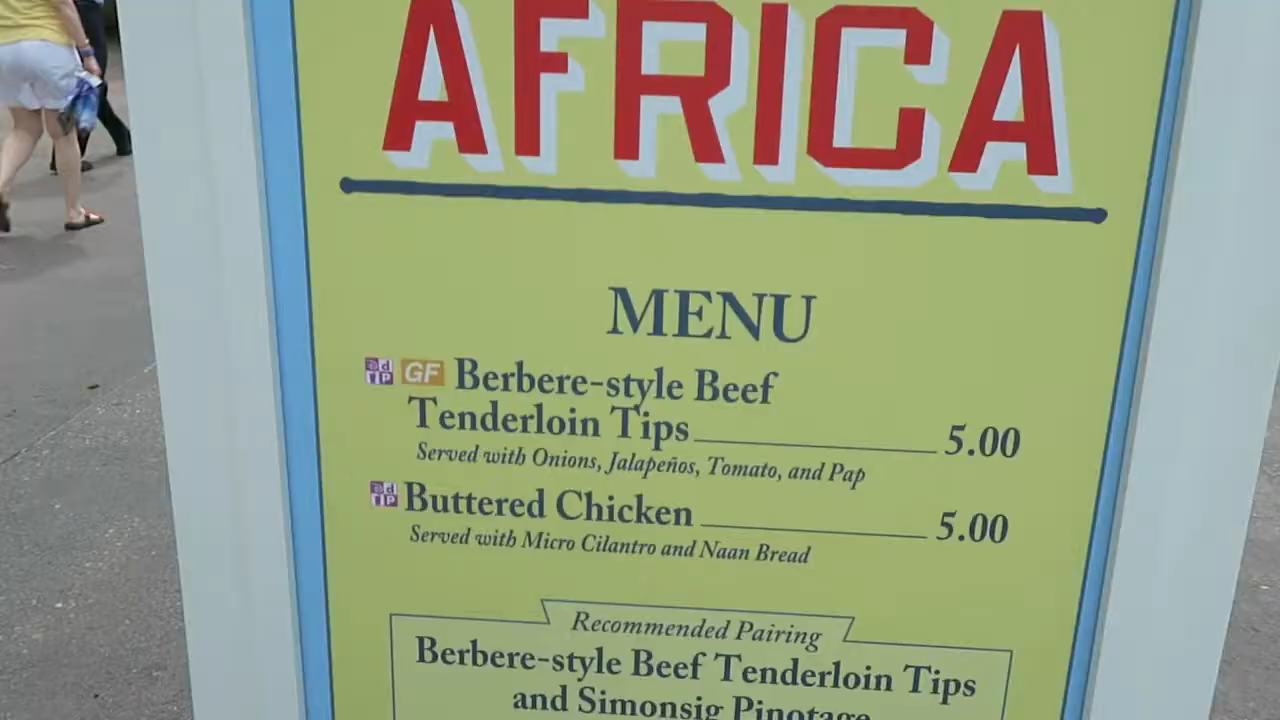 AFRICA
MENU
GF Berbere-style Beef
Tenderloin Tips 5.00
Served with Onions, Jalapeños, Tomato, and Pap
Buttered Chicken 5.00
Served with Micro Cilantro and Naan Bread
Recommended Pairing
Berbere-style Beef Tenderloin Tips
and Simonsig Pinotage